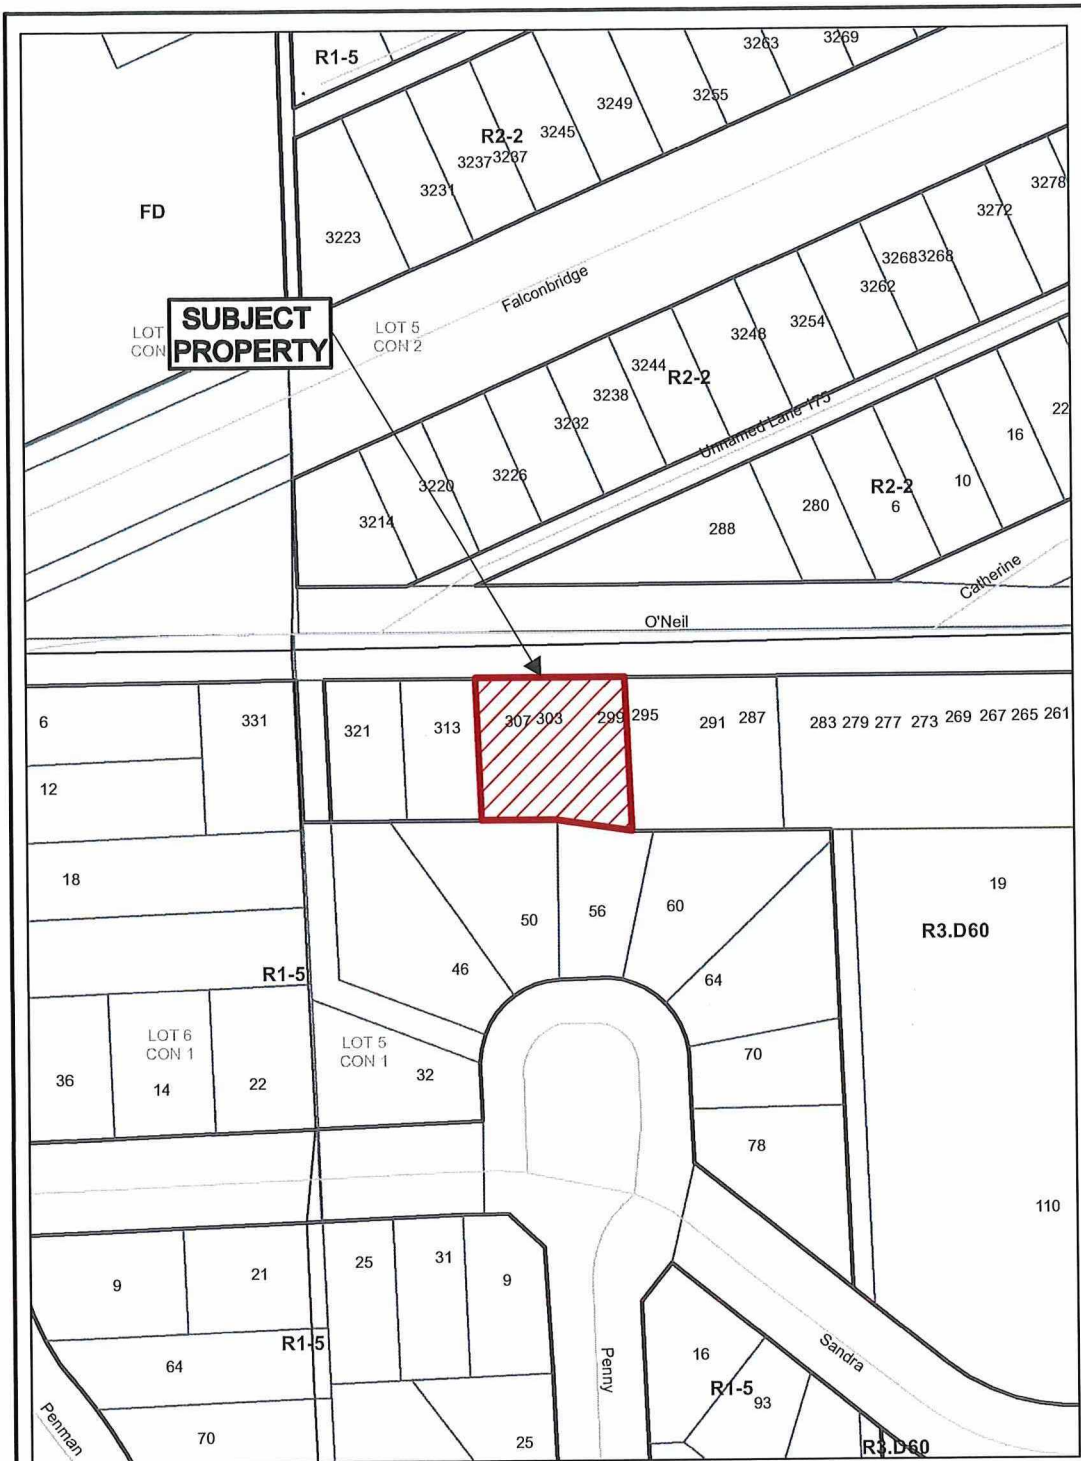 3263
3269
R1-5
3255
3249
R2-2
3245
3237
3237
3231
3278
3272
FD
3223
3268
3268
3262
Falconbridge
3254
LOT
CON
SUBJECT
PROPERTY
LOT 5
CON 2
3248
3244
R2-2
3238
3232
Unnamed Lane 175
22
16
3226
3220
R2-2
10
280
6
3214
288
Catherine
O'Neil
6
331
321
313
307
303
299
295
291
287
283
279
277
273
269
267
265
261
12
18
50
56
60
19
R3.D60
46
R1-5
64
LOT 6
CON 1
LOT 5
CON 1
70
36
14
22
32
78
110
9
21
25
31
9
64
R1-5
Penny
16
Sandra
R1-5
93
Penman
70
25
R3.D60